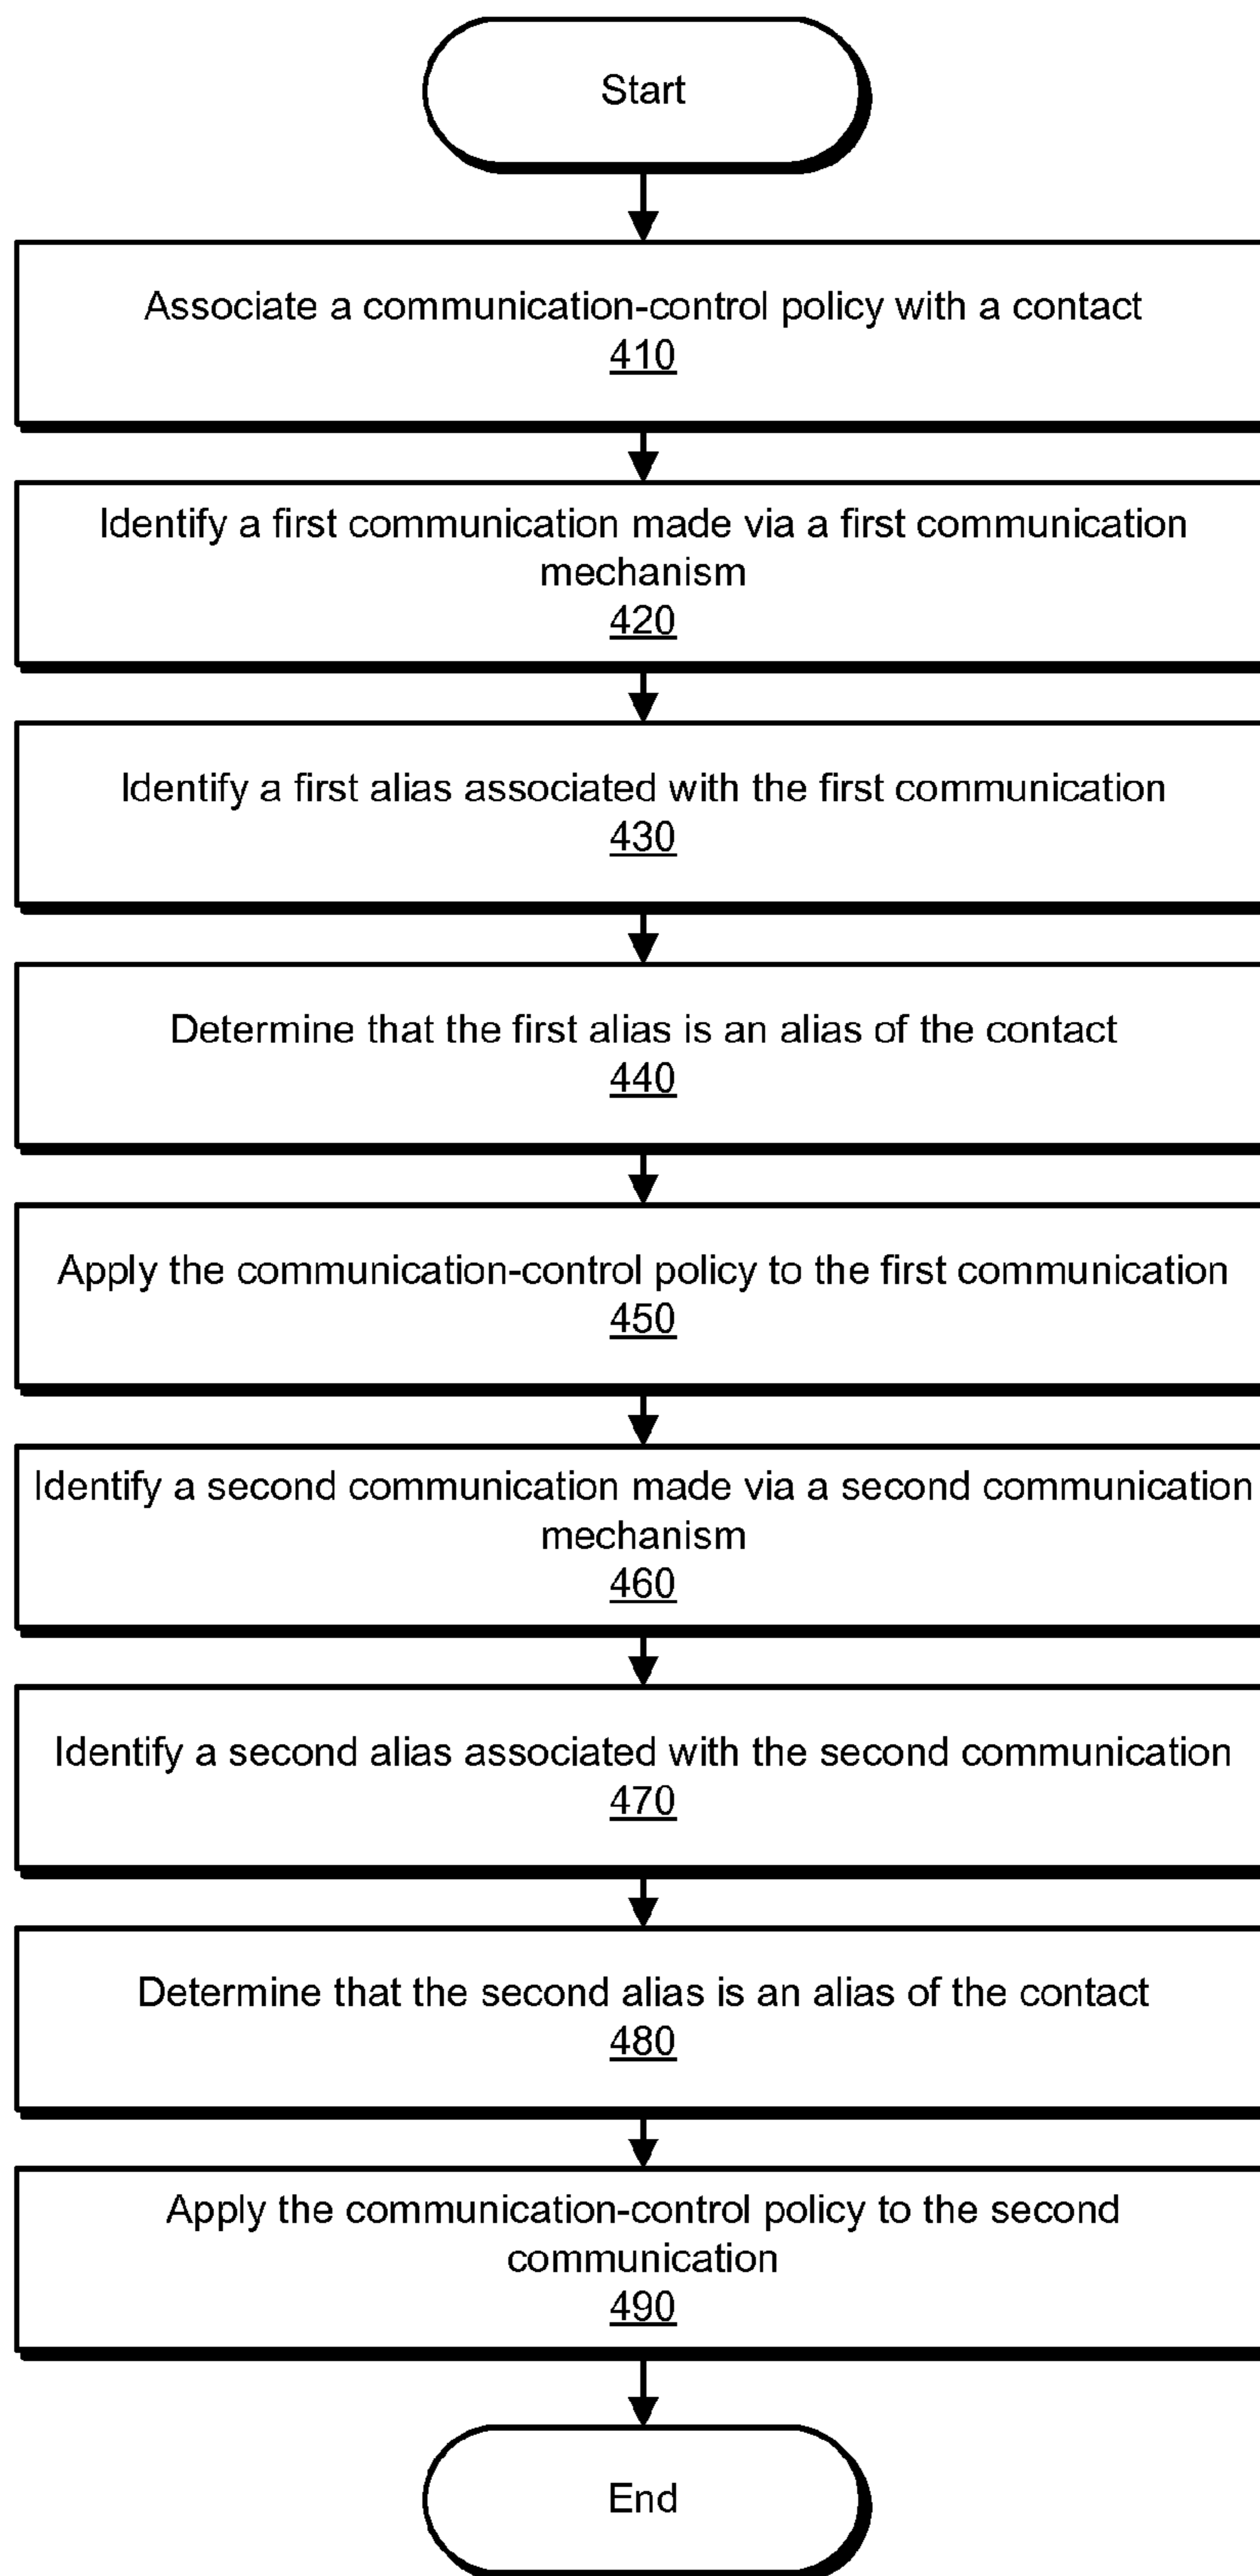 Start
Associate a communication-control policy with a contact
410
Identify a first communication made via a first communication
mechanism
420
Identify a first alias associated with the first communication
430
Determine that the first alias is an alias of the contact
440
Apply the communication-control policy to the first communication
450
Identify a second communication made via a second communication
mechanism
460
Identify a second alias associated with the second communication
470
Determine that the second alias is an alias of the contact
480
Apply the communication-control policy to the second
communication
490
End